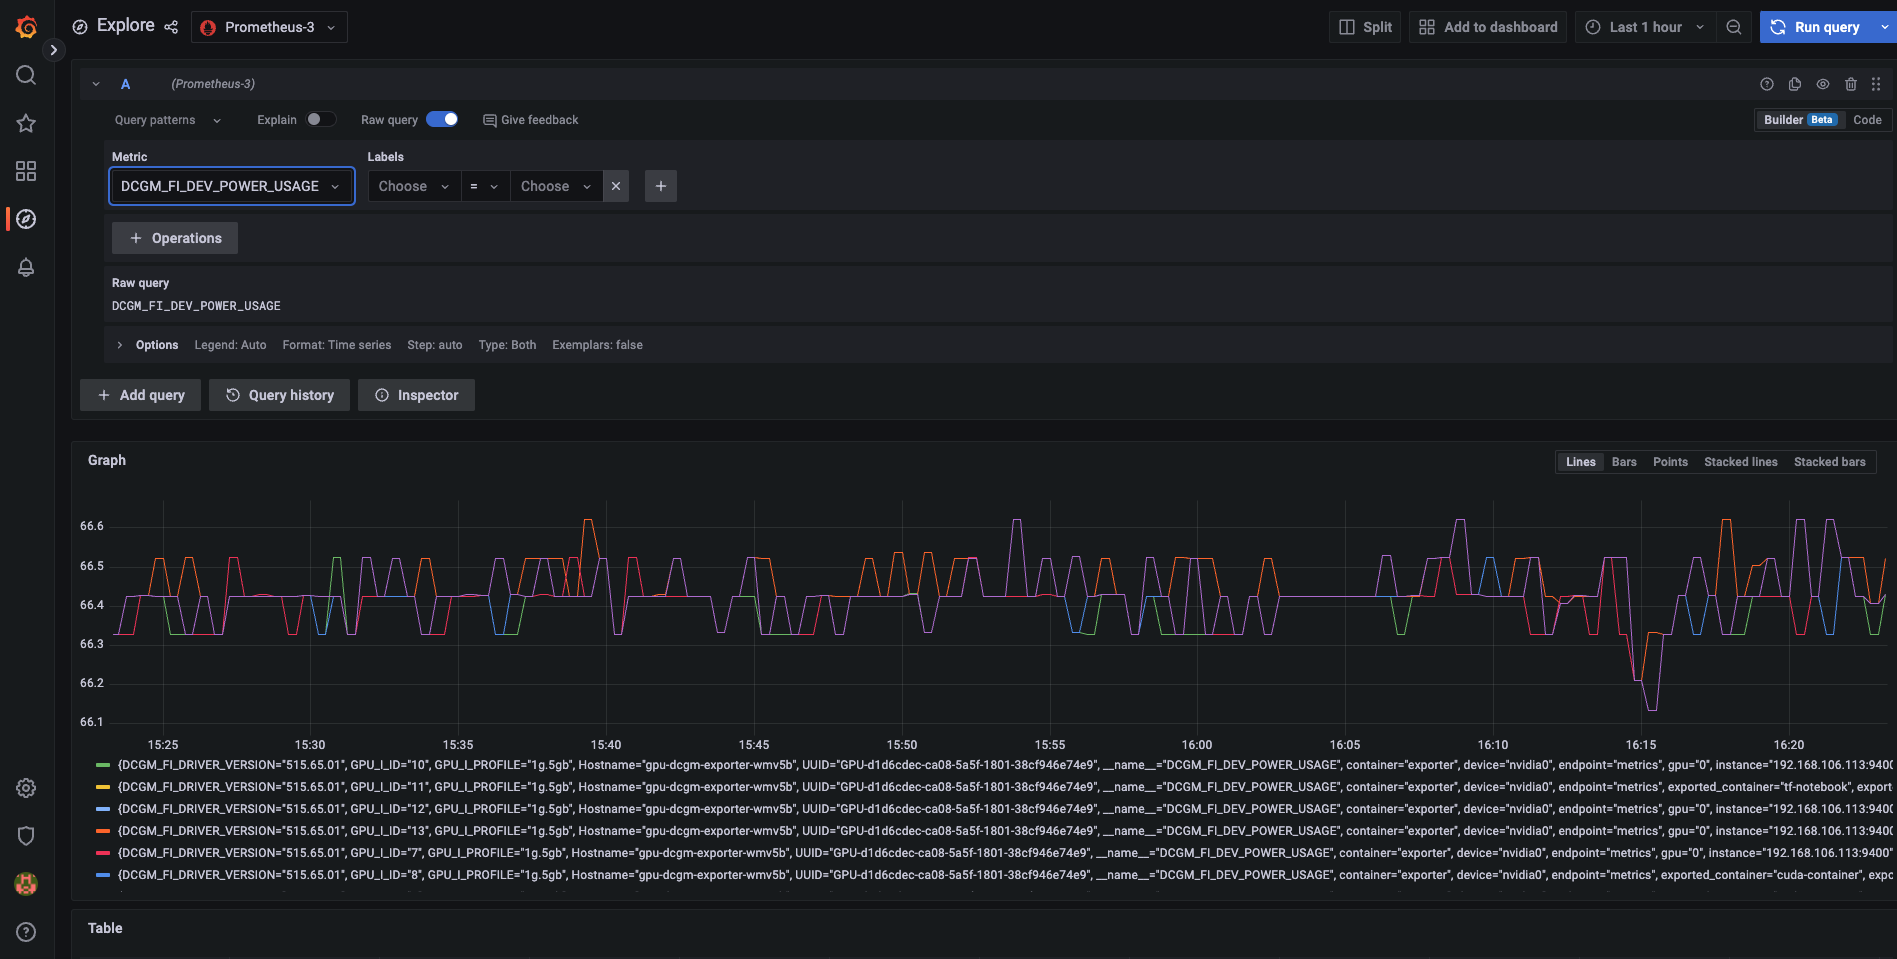 Explore
Prometheus-3
Split
Add to dashboard
Last 1 hour
Run query
A
(Prometheus-3)
Query patterns
Explain
Raw query
Give feedback
Builder Beta
Code
Metric
Labels
DCGM_FI_DEV_POWER_USAGE
Choose
=
Choose
Operations
Raw query
DCGM_FI_DEV_POWER_USAGE
Options
Legend: Auto
Format: Time series
Step: auto
Type: Both
Exemplars: false
Add query
Query history
Inspector
Graph
Lines
Bars
Points
Stacked lines
Stacked bars
66.6
66.5
66.4
66.3
66.2
66.1
15:25
15:30
15:35
15:40
15:45
15:50
15:55
16:00
16:05
16:10
16:15
16:20
{DCGM_FI_DRIVER_VERSION="515.65.01", GPU_I_ID="10", GPU_I_PROFILE="1g.5gb", Hostname="gpu-dcgm-exporter-wmv5b", UUID="GPU-d1d6cdec-ca08-5a5f-1801-38cf946e74e9", __name__="DCGM_FI_DEV_POWER_USAGE", container="exporter", device="nvidia0", endpoint="metrics", gpu="0", instance="192.168.106.113:9400
{DCGM_FI_DRIVER_VERSION="515.65.01", GPU_I_ID="11", GPU_I_PROFILE="1g.5gb", Hostname="gpu-dcgm-exporter-wmv5b", UUID="GPU-d1d6cdec-ca08-5a5f-1801-38cf946e74e9", __name__="DCGM_FI_DEV_POWER_USAGE", container="exporter", device="nvidia0", endpoint="metrics", exported_container="tf-notebook", export
{DCGM_FI_DRIVER_VERSION="515.65.01", GPU_I_ID="12", GPU_I_PROFILE="1g.5gb", Hostname="gpu-dcgm-exporter-wmv5b", UUID="GPU-d1d6cdec-ca08-5a5f-1801-38cf946e74e9", __name__="DCGM_FI_DEV_POWER_USAGE", container="exporter", device="nvidia0", endpoint="metrics", gpu="0", instance="192.168.106.113:9400
{DCGM_FI_DRIVER_VERSION="515.65.01", GPU_I_ID="13", GPU_I_PROFILE="1g.5gb", Hostname="gpu-dcgm-exporter-wmv5b", UUID="GPU-d1d6cdec-ca08-5a5f-1801-38cf946e74e9", __name__="DCGM_FI_DEV_POWER_USAGE", container="exporter", device="nvidia0", endpoint="metrics", gpu="0", instance="192.168.106.113:9400
{DCGM_FI_DRIVER_VERSION="515.65.01", GPU_I_ID="7", GPU_I_PROFILE="1g.5gb", Hostname="gpu-dcgm-exporter-wmv5b", UUID="GPU-d1d6cdec-ca08-5a5f-1801-38cf946e74e9", __name__="DCGM_FI_DEV_POWER_USAGE", container="exporter", device="nvidia0", endpoint="metrics", gpu="0", instance="192.168.106.113:9400"
{DCGM_FI_DRIVER_VERSION="515.65.01", GPU_I_ID="8", GPU_I_PROFILE="1g.5gb", Hostname="gpu-dcgm-exporter-wmv5b", UUID="GPU-d1d6cdec-ca08-5a5f-1801-38cf946e74e9", __name__="DCGM_FI_DEV_POWER_USAGE", container="exporter", device="nvidia0", endpoint="metrics", exported_container="cuda-container", expo
Table